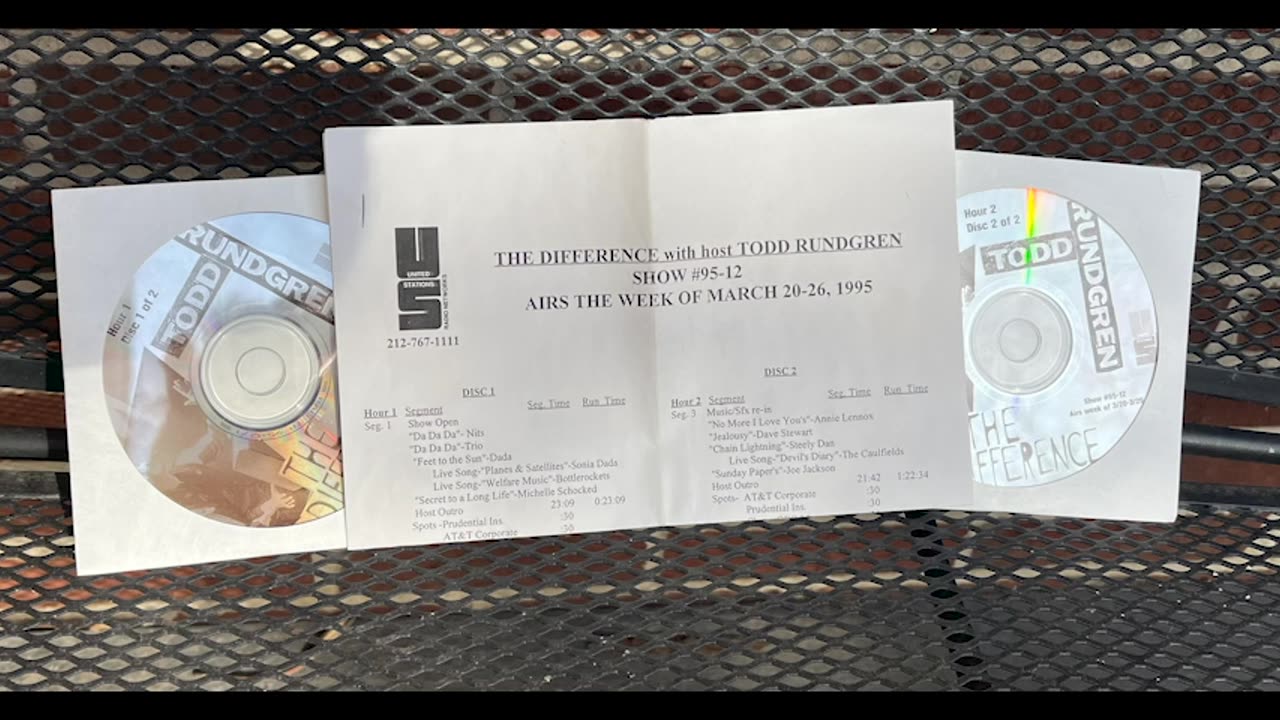 Hour 1
Disc 1 of 2
TODD
RUNDGREN
THE
UNITED
STATIONS
RADIO NETWORKS
212-767-1111
THE DIFFERENCE with host TODD RUNDGREN
SHOW #95-12
AIRS THE WEEK OF MARCH 20-26, 1995
DISC 1
Hour 1 Segment Seg. Time Run Time
Seg. 1 Show Open
"Da Da Da"- Nits
"Da Da Da"-Trio
"Feet to the Sun"-Dada
Live Song-"Planes & Satellites"-Sonia Dada
Live Song-"Welfare Music"-Bottlerockets
"Secret to a Long Life"-Michelle Schocked
Host Outro 23:09 0:23:09
Spots -Prudential Ins. :30
AT&T Corporate :30
DISC 2
Hour 2 Segment Seg. Time Run Time
Seg. 3 Music/Sfx re-in
"No More I Love You's"-Annie Lennox
"Jealousy"-Dave Stewart
"Chain Lightning"-Steely Dan
Live Song-"Devil's Diary"-The Caulfields
"Sunday Paper's"-Joe Jackson
Host Outro 21:42 1:22:34
Spots- AT&T Corporate :30
Prudential Ins. :30
Hour 2
Disc 2 of 2
TODD
RUNDGREN
Show #95-12
Airs week of 3/20-3/26
THE
FFERENCE